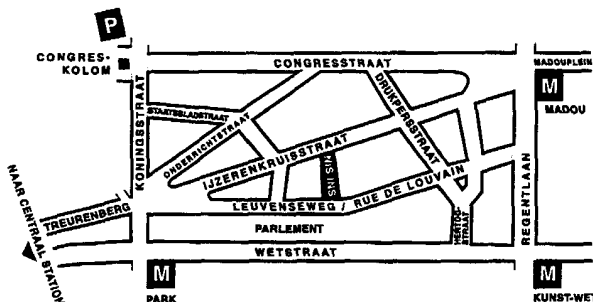 P
CONGRES-
KOLOM
CONGRESSTRAAT
MADOUPLEIN
M
MADOU
KONINGSSTRAAT
STAATSBLADSTRAAT
ONDERRICHTSTRAAT
DRUKPERSSTRAAT
IJZERENKRUISSTRAAT
NIS INS
LEUVENSEWEG / RUE DE LOUVAIN
REGENTLAAN
NAAR CENTRAAL STATION
TREURENBERG
PARLEMENT
HERTOG-
STRAAT
WETSTRAAT
M
PARK
M
KUNST-WET